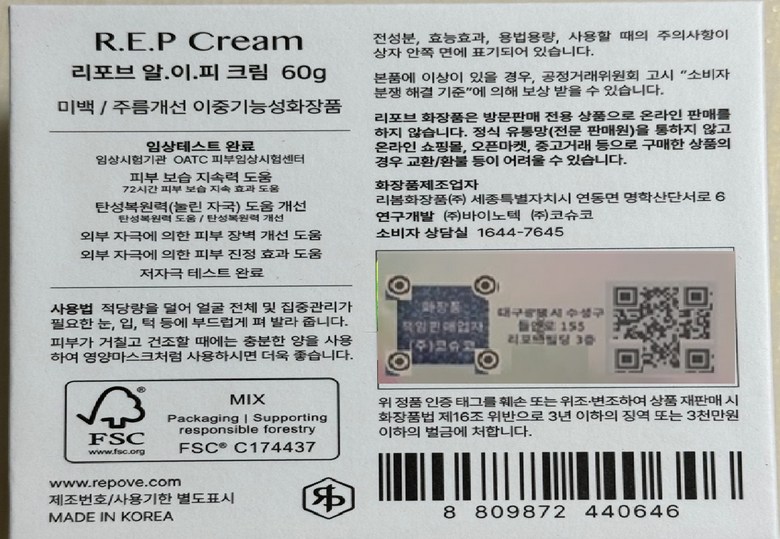 R.E.P Cream
리포브 알.이.피 크림 60g
미백 / 주름개선 이중기능성화장품
임상테스트 완료
임상시험기관 OATC 피부임상시험센터
피부 보습 지속력 도움
72시간 피부 보습 지속 효과 도움
탄성복원력(눌린 자국) 도움 개선
탄성복원력 도움 / 탄성복원력 개선
외부 자극에 의한 피부 장벽 개선 도움
외부 자극에 의한 피부 진정 효과 도움
저자극 테스트 완료
사용법 적당량을 덜어 얼굴 전체 및 집중관리가
필요한 눈, 입, 턱 등에 부드럽게 펴 발라 줍니다.
피부가 거칠고 건조할 때에는 충분한 양을 사용
하여 영양마스크처럼 사용하시면 더욱 좋습니다.
FSC
www.fsc.org
MIX
Packaging | Supporting
responsible forestry
FSC® C174437
www.repove.com
제조번호/사용기한 별도표시
MADE IN KOREA
전성분, 효능효과, 용법용량, 사용할 때의 주의사항이
상자 안쪽 면에 표기되어 있습니다.
본품에 이상이 있을 경우, 공정거래위원회 고시 "소비자
분쟁 해결 기준"에 의해 보상 받을 수 있습니다.
리포브 화장품은 방문판매 전용 상품으로 온라인 판매를
하지 않습니다. 정식 유통망(전문 판매원)을 통하지 않고
온라인 쇼핑몰, 오픈마켓, 중고거래 등으로 구매한 상품의
경우 교환/환불 등이 어려울 수 있습니다.
화장품제조업자
리봄화장품㈜ 세종특별자치시 연동면 명학산단서로 6
연구개발 ㈜바이노텍 ㈜코슈코
소비자 상담실 1644-7645
화장품
책임판매업자
(주)코슈코
대구광역시 수성구
들안로 155
리포브빌딩 3층
위 정품 인증 태그를 훼손 또는 위조·변조하여 상품 재판매 시
화장품법 제16조 위반으로 3년 이하의 징역 또는 3천만원
이하의 벌금에 처합니다.
8 809872 440646